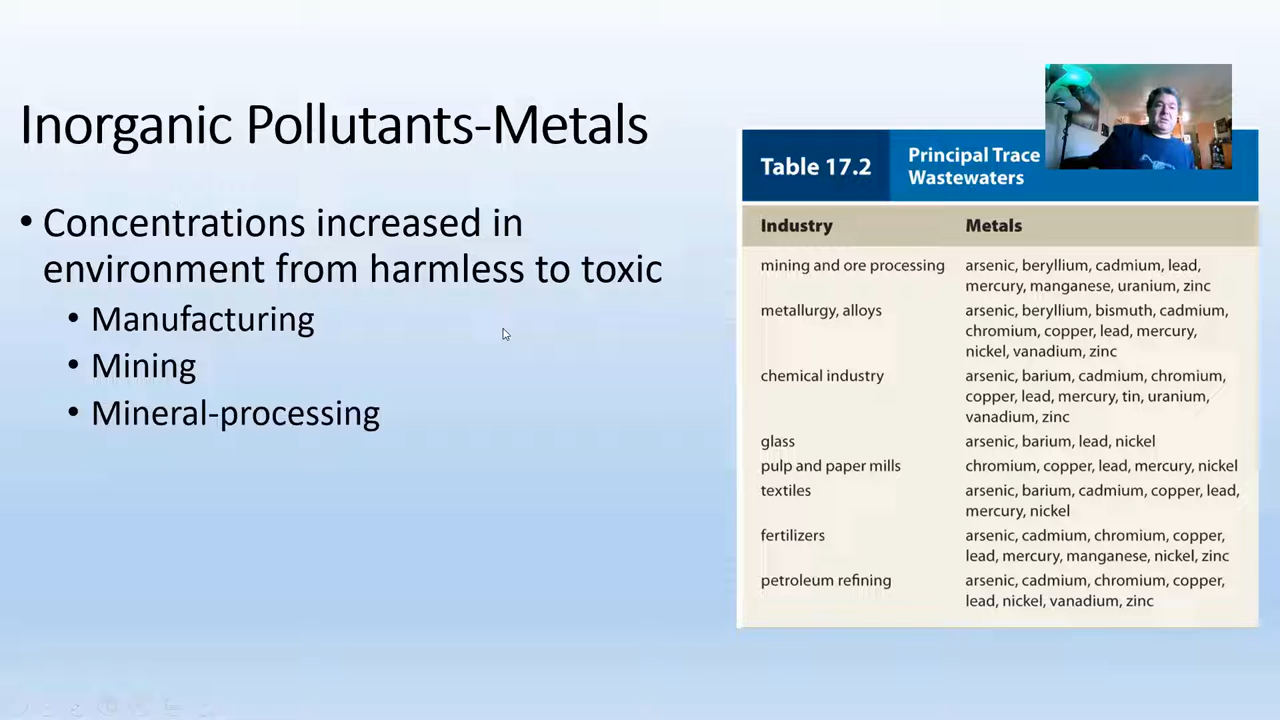 Inorganic Pollutants-Metals
• Concentrations increased in
environment from harmless to toxic
• Manufacturing
• Mining
• Mineral-processing
Table 17.2
Principal Trace
Wastewaters
Industry Metals
mining and ore processing arsenic, beryllium, cadmium, lead,
mercury, manganese, uranium, zinc
metallurgy, alloys arsenic, beryllium, bismuth, cadmium,
chromium, copper, lead, mercury,
nickel, vanadium, zinc
chemical industry arsenic, barium, cadmium, chromium,
copper, lead, mercury, tin, uranium,
vanadium, zinc
glass arsenic, barium, lead, nickel
pulp and paper mills chromium, copper, lead, mercury, nickel
textiles arsenic, barium, cadmium, copper, lead,
mercury, nickel
fertilizers arsenic, cadmium, chromium, copper,
lead, mercury, manganese, nickel, zinc
petroleum refining arsenic, cadmium, chromium, copper,
lead, nickel, vanadium, zinc